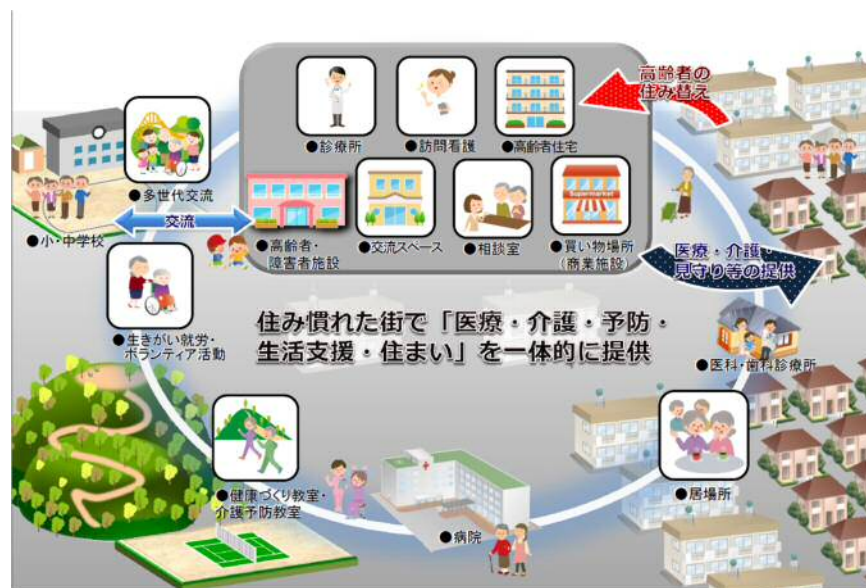 高齢者の
住み替え
●診療所
●訪問看護
●高齢者住宅
●多世代交流
Supermarket
交流
●小・中学校
●高齢者・
障害者施設
●交流スペース
●相談室
●買い物場所
(商業施設)
医療・介護
見守り等の提供
●生きがい就労・
ボランティア活動
住み慣れた街で「医療・介護・予防・
生活支援・住まい」を一体的に提供
●医科・歯科診療所
●健康づくり教室・
介護予防教室
●病院
●居場所